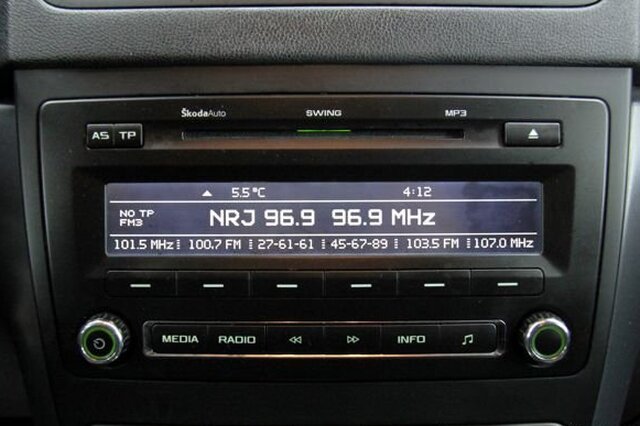 ŠkodaAuto SWING MP3
AS TP
5.5°C 4:12
NO TP
FM3
NRJ 96.9 96.9 MHz
101.5 MHz 100.7 FM 27-61-61 45-67-89 103.5 FM 107.0 MHz
MEDIA RADIO INFO